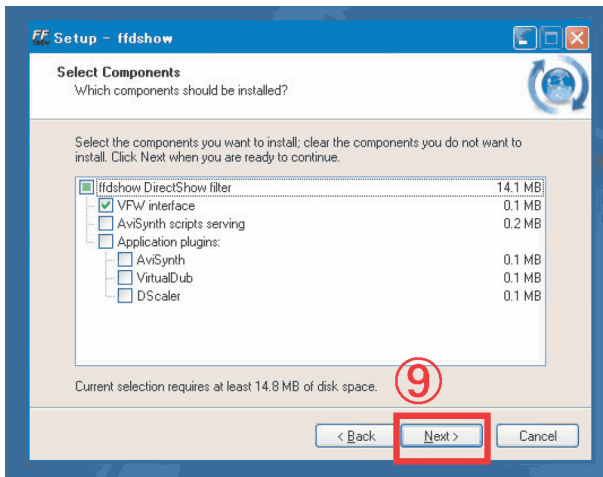 FF Setup - ffdshow
Select Components
Which components should be installed?
Select the components you want to install; clear the components you do not want to
install. Click Next when you are ready to continue.
ffdshow DirectShow filter 14.1 MB
VFW interface 0.1 MB
AviSynth scripts serving 0.2 MB
Application plugins:
AviSynth 0.1 MB
VirtualDub 0.1 MB
DScaler 0.1 MB
Current selection requires at least 14.8 MB of disk space.
⑨
< Back Next > Cancel